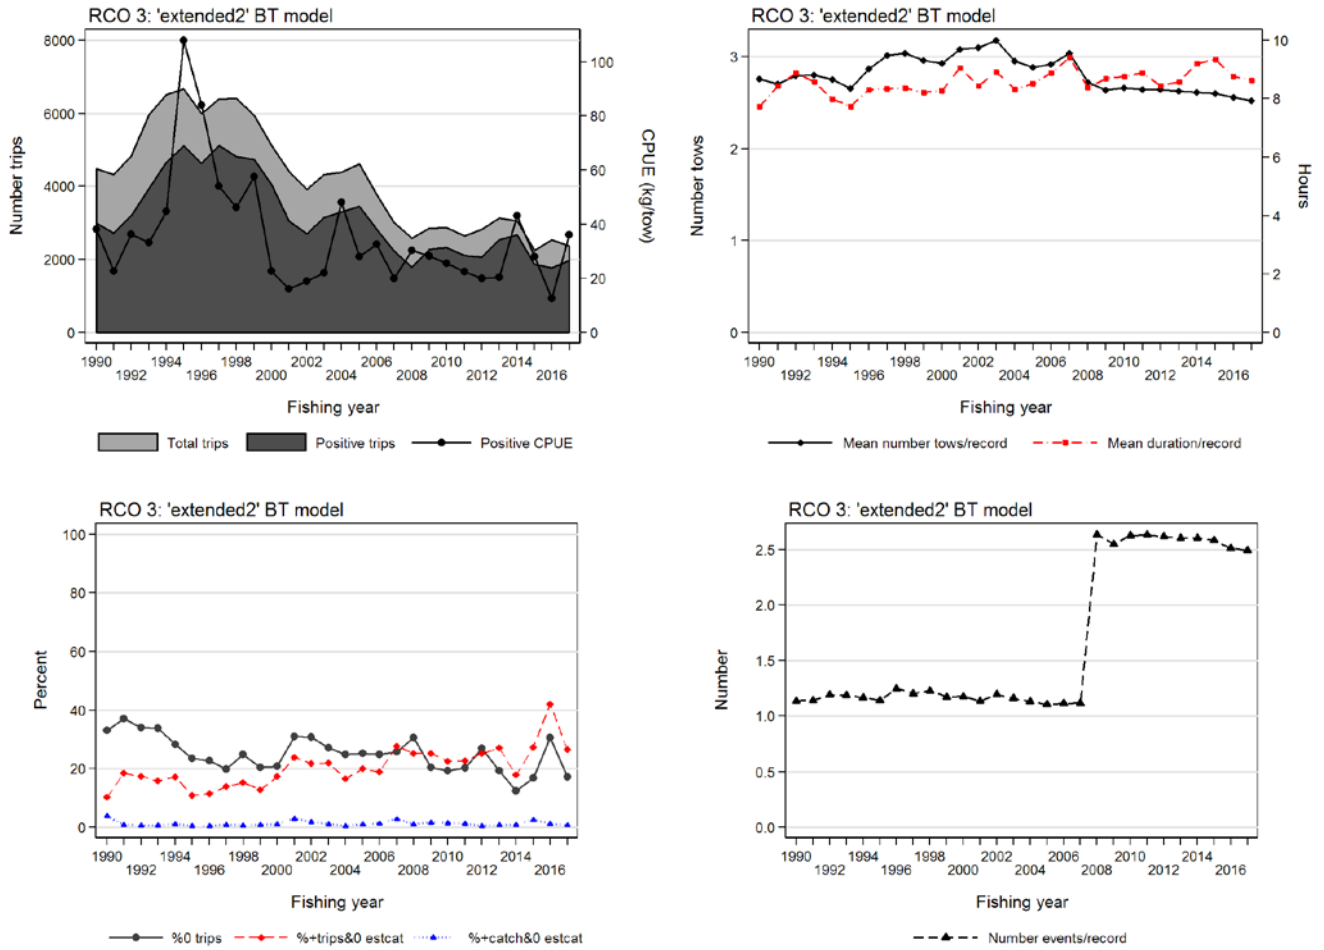 RCO 3: 'extended2' BT model
8000
6000
4000
2000
0
Number trips
100
80
60
40
20
0
CPUE (kg/tow)
1990 1994 1998 2002 2006 2010 2014
1992 1996 2000 2004 2008 2012 2016
Fishing year
Total trips Positive trips Positive CPUE
RCO 3: 'extended2' BT model
3
2
1
0
Number tows
10
8
6
4
2
0
Hours
1990 1994 1998 2002 2006 2010 2014
1992 1996 2000 2004 2008 2012 2016
Fishing year
Mean number tows/record Mean duration/record
RCO 3: 'extended2' BT model
100
80
60
40
20
0
Percent
1990 1994 1998 2002 2006 2010 2014
1992 1996 2000 2004 2008 2012 2016
Fishing year
%0 trips %+trips&0 estcat %+catch&0 estcat
RCO 3: 'extended2' BT model
2.5
2.0
1.5
1.0
0.5
0.0
Number
1990 1994 1998 2002 2006 2010 2014
1992 1996 2000 2004 2008 2012 2016
Fishing year
Number events/record